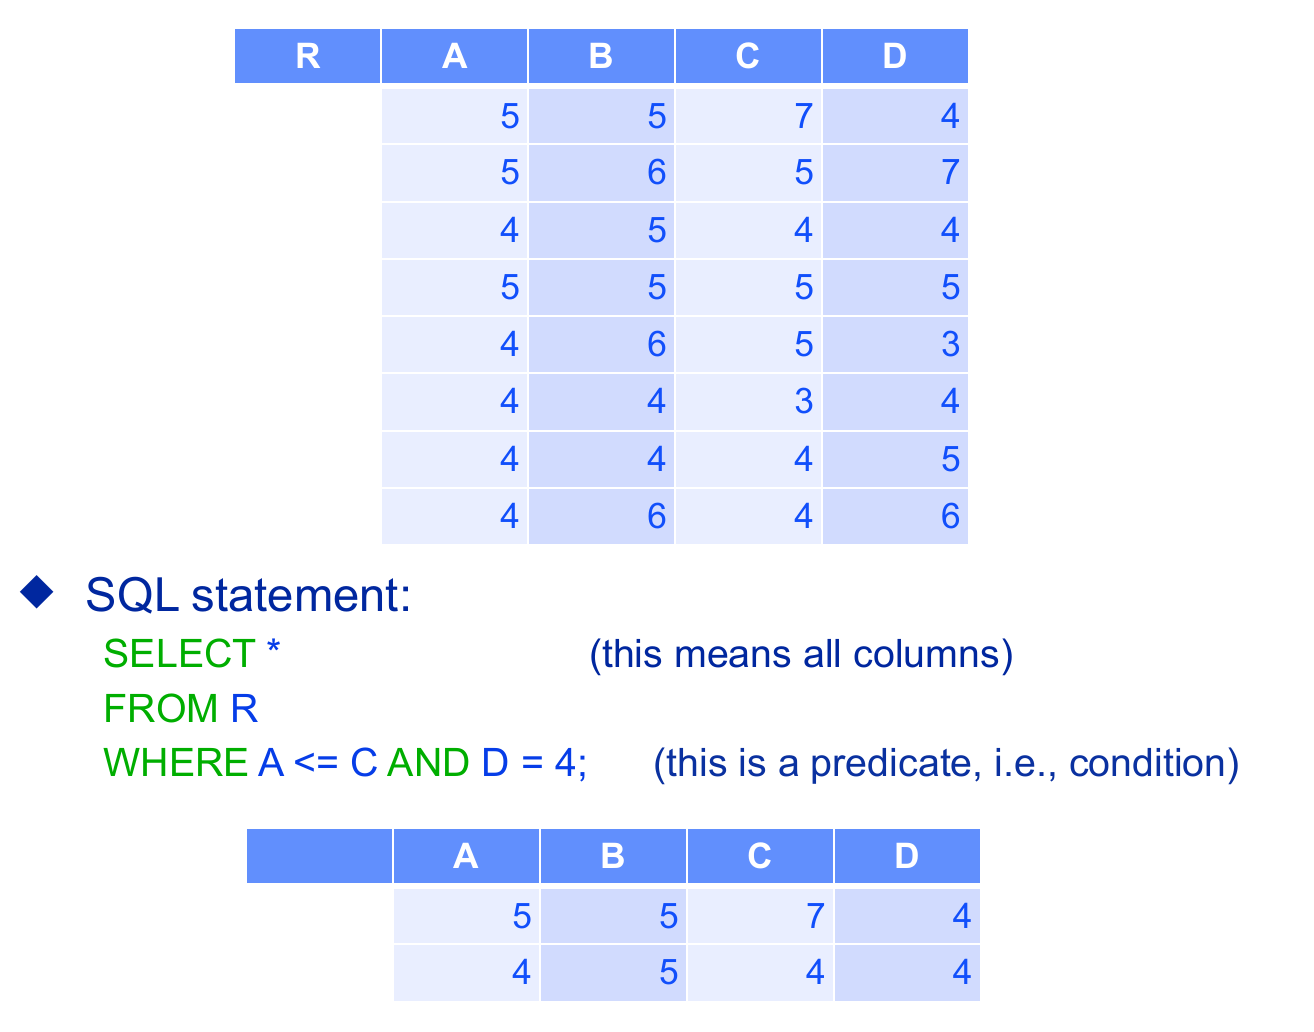 R A B C D
5 5 7 4
5 6 5 7
4 5 4 4
5 5 5 5
4 6 5 3
4 4 3 4
4 4 4 5
4 6 4 6
SQL statement:
SELECT * (this means all columns)
FROM R
WHERE A <= C AND D = 4; (this is a predicate, i.e., condition)
A B C D
5 5 7 4
4 5 4 4